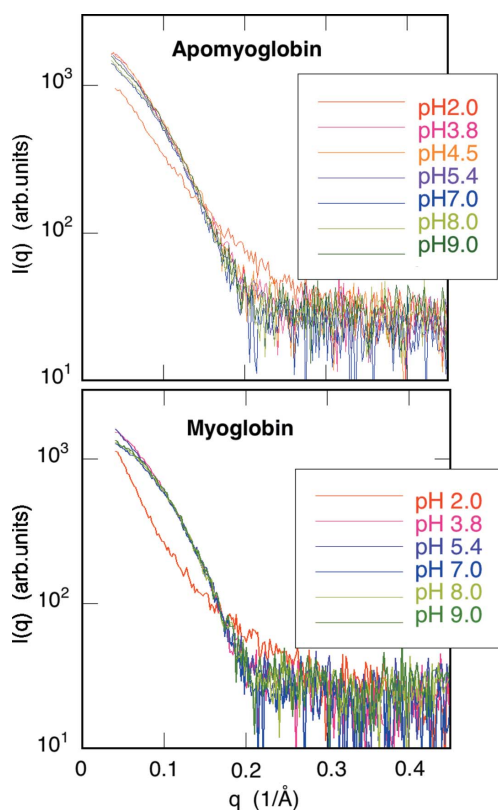 Apomyoglobin
10³
I(q) (arb.units)
10²
10¹
pH2.0
pH3.8
pH4.5
pH5.4
pH7.0
pH8.0
pH9.0
Myoglobin
10³
I(q) (arb.units)
10²
10¹
pH 2.0
pH 3.8
pH 5.4
pH 7.0
pH 8.0
pH 9.0
0 0.1 0.2 0.3 0.4
q (1/Å)